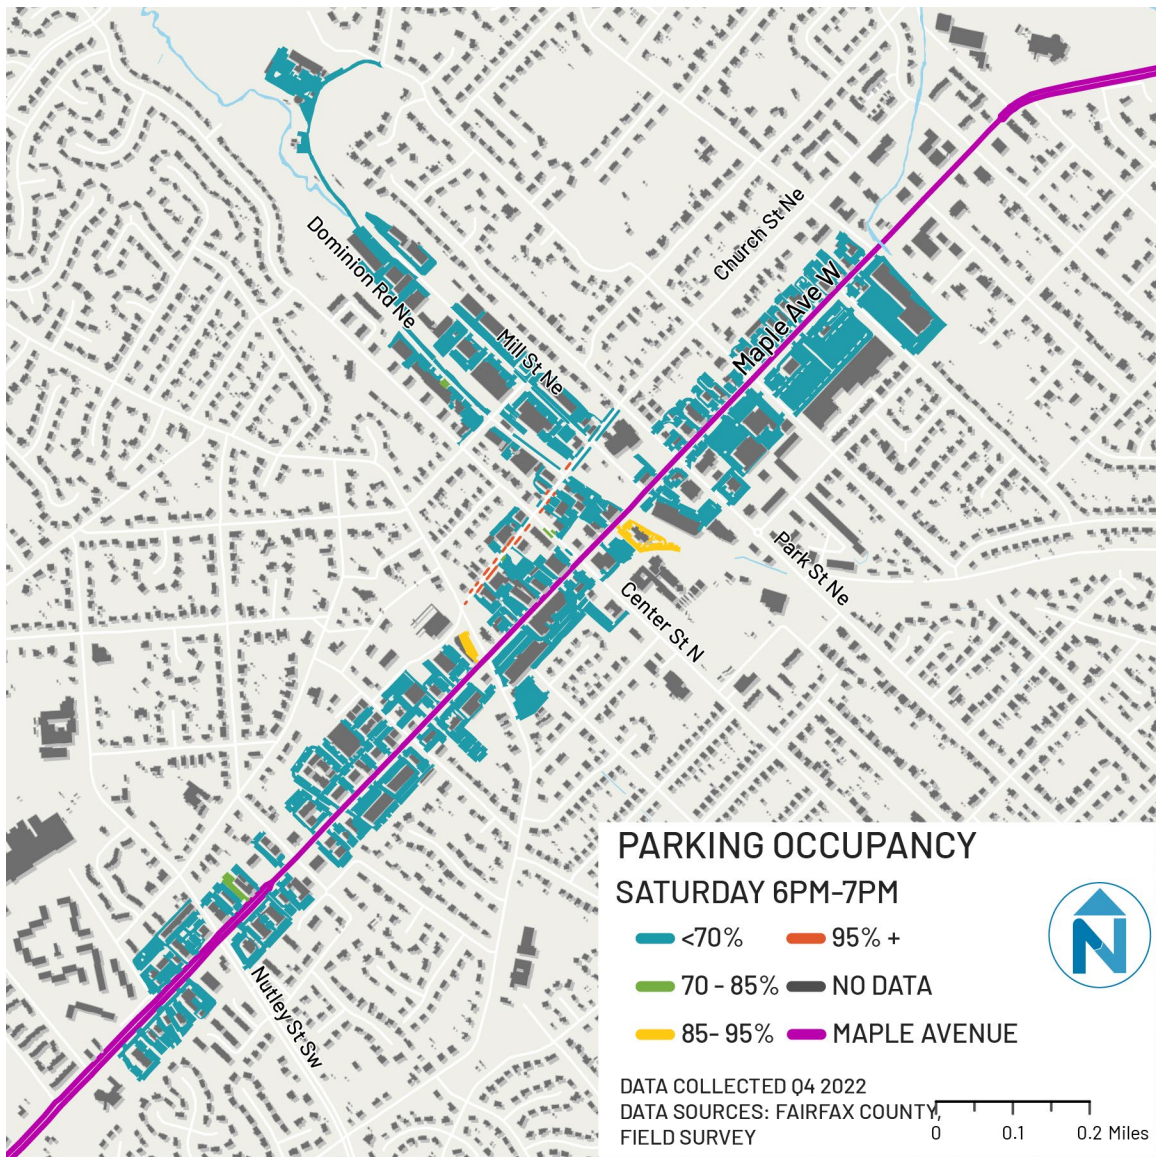 Church St Ne
Dominion Rd Ne
Maple Ave W
Mill St Ne
Park St Ne
Center St N
Nutley St Sw
PARKING OCCUPANCY
SATURDAY 6PM-7PM
<70% 95% +
70 - 85% NO DATA
85- 95% MAPLE AVENUE
N
DATA COLLECTED Q4 2022
DATA SOURCES: FAIRFAX COUNTY,
FIELD SURVEY
0 0.1 0.2 Miles